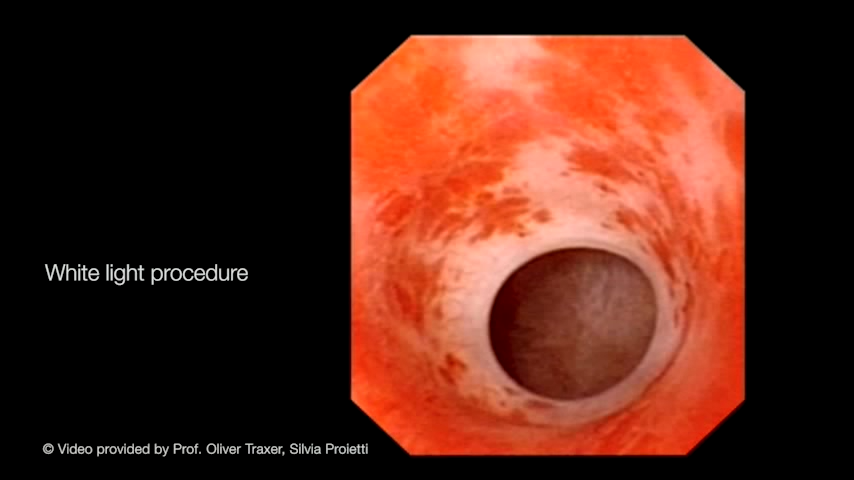 White light procedure
© Video provided by Prof. Oliver Traxer, Silvia Proietti